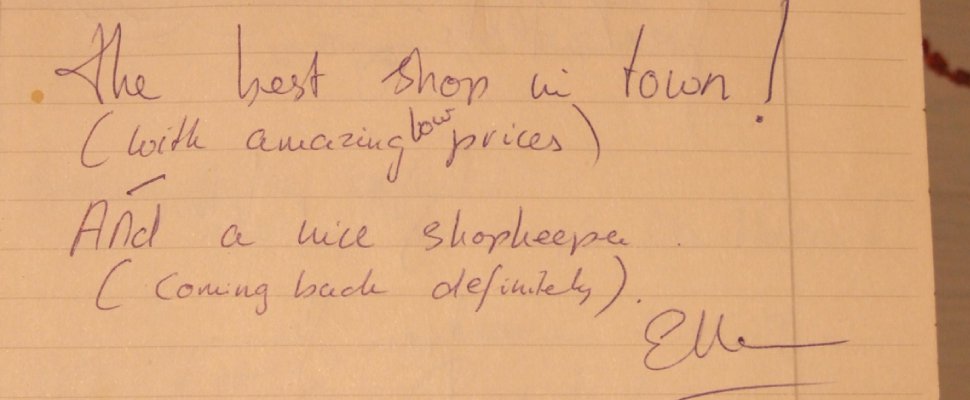 The best shop in town!
(with amazing low prices)
And a nice shopkeeper.
(coming back definitely).